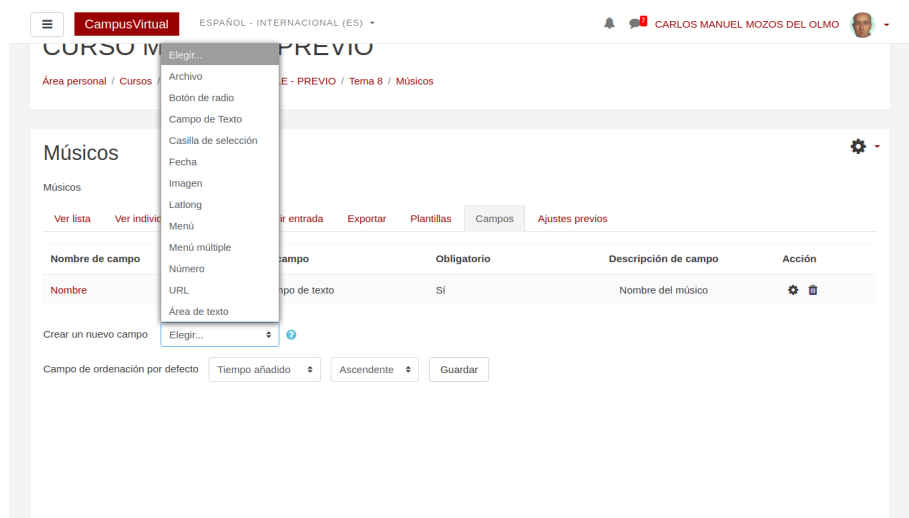 CampusVirtual ESPAÑOL - INTERNACIONAL (ES) 7 CARLOS MANUEL MOZOS DEL OLMO
CURSO PREVIO
Área personal / Cursos / - PREVIO / Tema 8 / Músicos
Elegir...
Archivo
Botón de radio
Campo de Texto
Casilla de selección
Fecha
Imagen
Latlong
Menú
Menú múltiple
Número
URL
Área de texto
Músicos
Músicos
Ver lista Ver entrada Exportar Plantillas Campos Ajustes previos
Nombre de campo Obligatorio Descripción de campo Acción
Nombre de texto Sí Nombre del músico
Crear un nuevo campo Elegir...
Campo de ordenación por defecto Tiempo añadido Ascendente Guardar